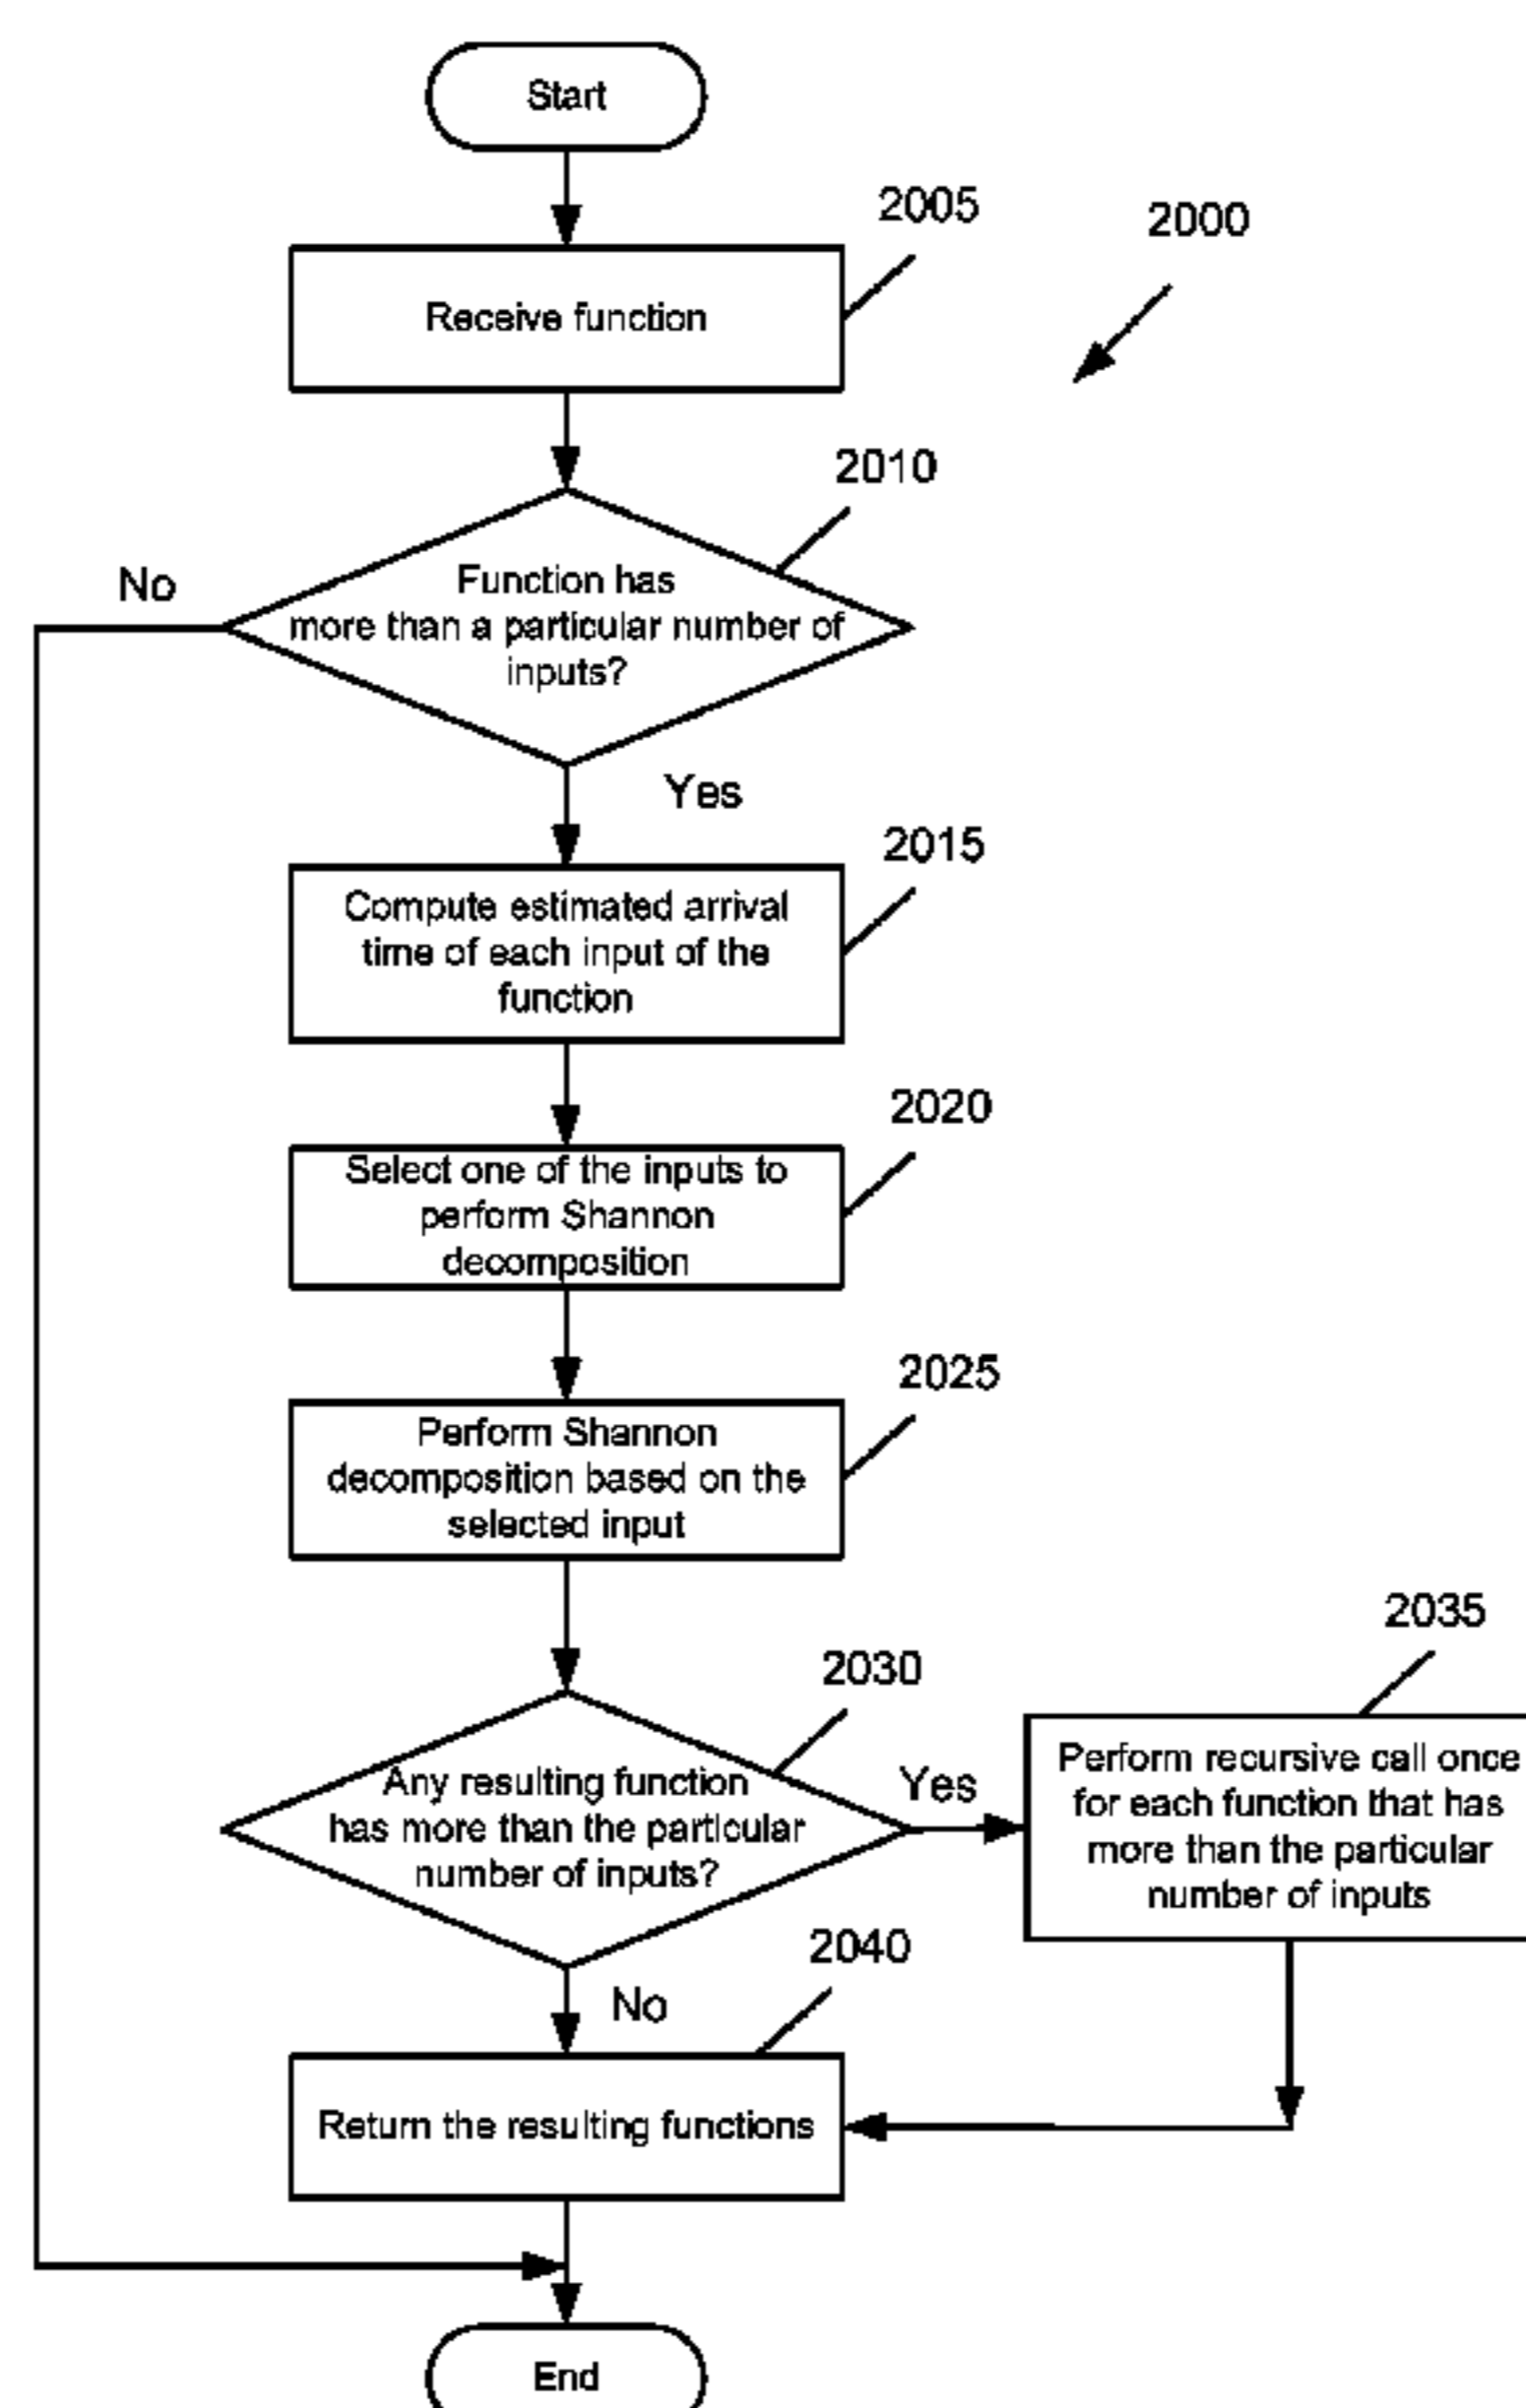 Start
2005
2000
Receive function
2010
No
Function has
more than a particular number of
inputs?
Yes
2015
Compute estimated arrival
time of each input of the
function
2020
Select one of the inputs to
perform Shannon
decomposition
2025
Perform Shannon
decomposition based on the
selected input
2035
2030
Any resulting function
has more than the particular
number of inputs?
Yes
Perform recursive call once
for each function that has
more than the particular
number of inputs
2040
No
Return the resulting functions
End